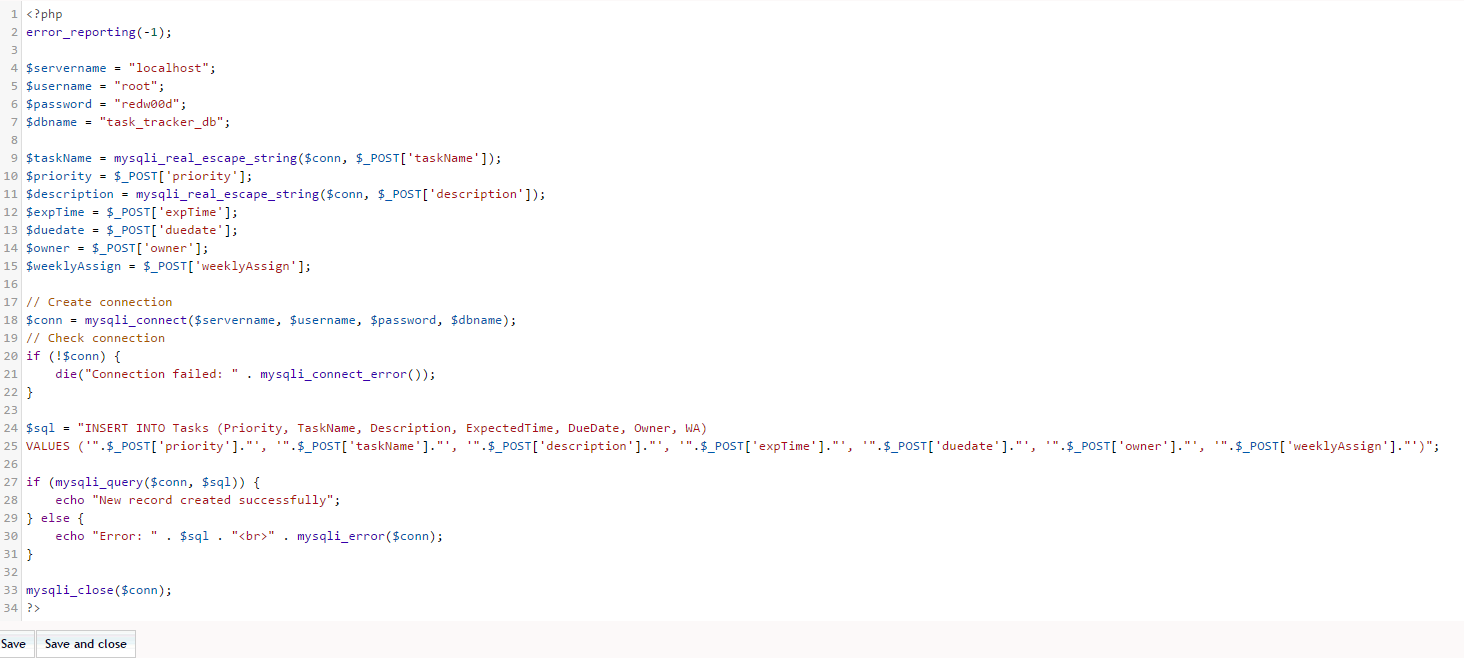 1 <?php
2 error_reporting(-1);
3
4 $servername = "localhost";
5 $username = "root";
6 $password = "redw00d";
7 $dbname = "task_tracker_db";
8
9 $taskName = mysqli_real_escape_string($conn, $_POST['taskName']);
10 $priority = $_POST['priority'];
11 $description = mysqli_real_escape_string($conn, $_POST['description']);
12 $expTime = $_POST['expTime'];
13 $duedate = $_POST['duedate'];
14 $owner = $_POST['owner'];
15 $weeklyAssign = $_POST['weeklyAssign'];
16
17 // Create connection
18 $conn = mysqli_connect($servername, $username, $password, $dbname);
19 // Check connection
20 if (!$conn) {
21     die("Connection failed: " . mysqli_connect_error());
22 }
23
24 $sql = "INSERT INTO Tasks (Priority, TaskName, Description, ExpectedTime, DueDate, Owner, WA)
25 VALUES ('".$_POST['priority']."', '".$_POST['taskName']."', '".$_POST['description']."', '".$_POST['expTime']."', '".$_POST['duedate']."', '".$_POST['owner']."', '".$_POST['weeklyAssign']."')";
26
27 if (mysqli_query($conn, $sql)) {
28     echo "New record created successfully";
29 } else {
30     echo "Error: " . $sql . "<br>" . mysqli_error($conn);
31 }
32
33 mysqli_close($conn);
34 ?>
Save Save and close